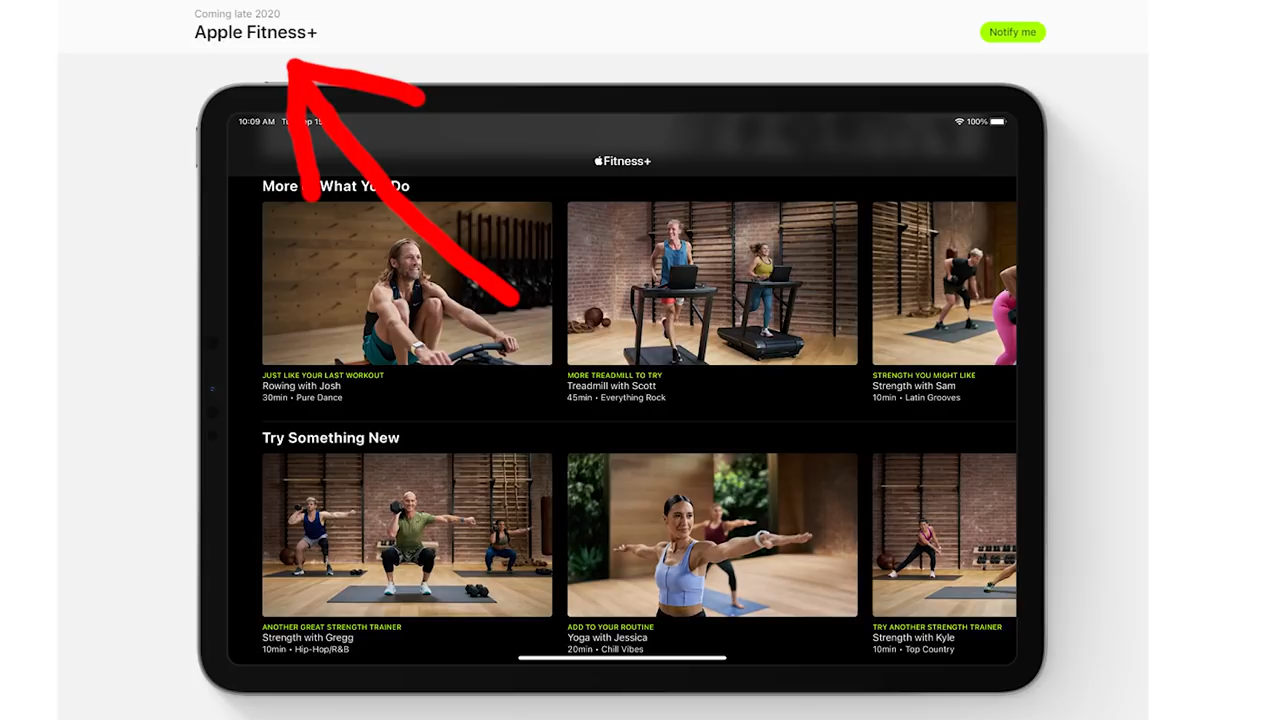 Coming late 2020
Apple Fitness+
Notify me
10:09 AM
100%
Fitness+
More What You Do
JUST LIKE YOUR LAST WORKOUT
Rowing with Josh
30min • Pure Dance
MORE TREADMILL TO TRY
Treadmill with Scott
45min • Everything Rock
STRENGTH YOU MIGHT LIKE
Strength with Sam
10min • Latin Grooves
Try Something New
ANOTHER GREAT STRENGTH TRAINER
Strength with Gregg
10min • Hip-Hop/R&B
ADD TO YOUR ROUTINE
Yoga with Jessica
20min • Chill Vibes
TRY ANOTHER STRENGTH TRAINER
Strength with Kyle
10min • Top Country